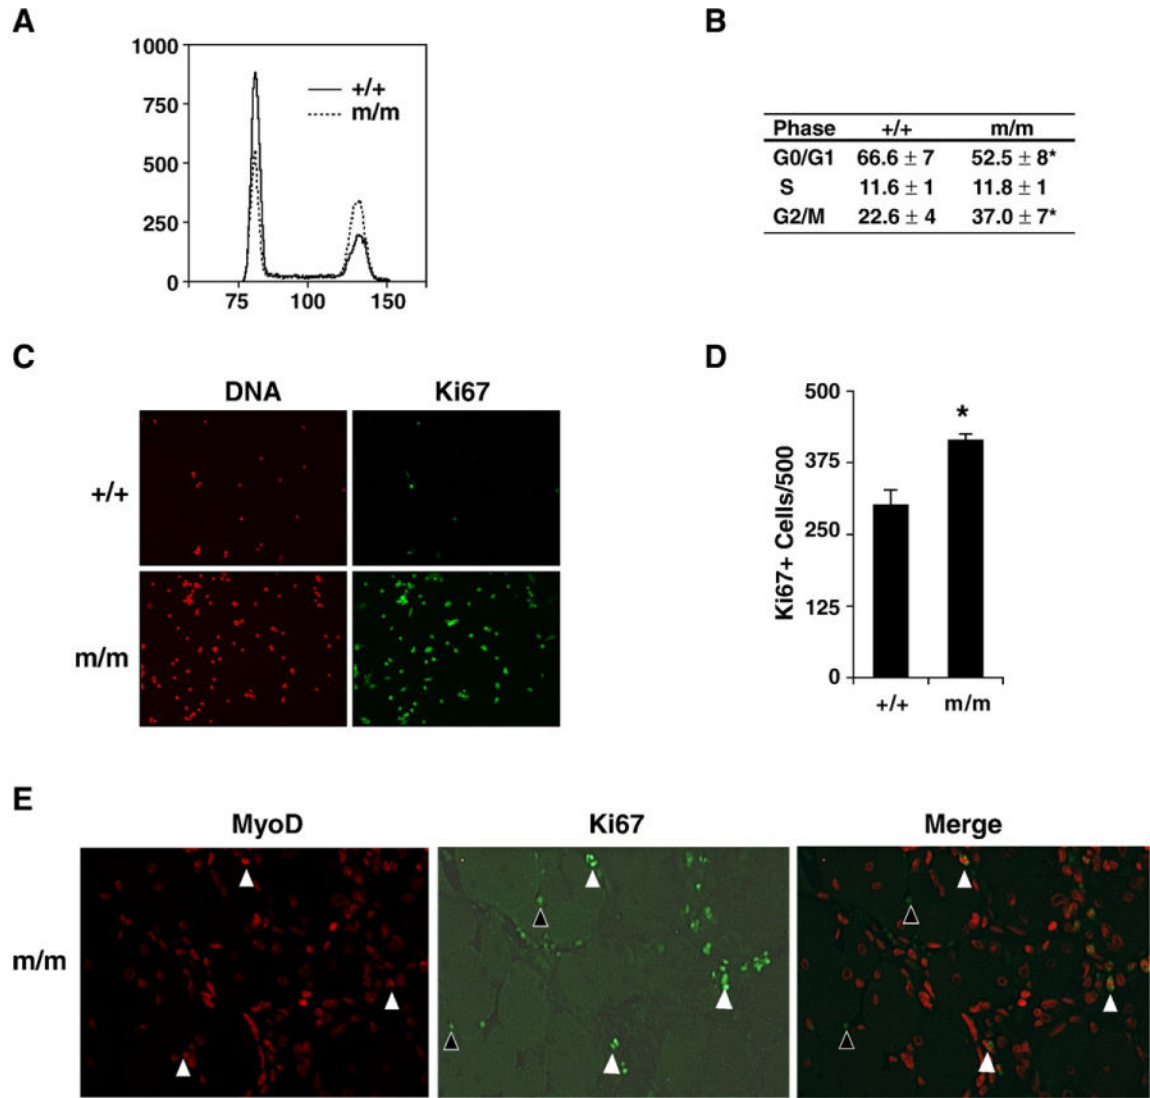 A
1000
750
500
250
0
75 100 150
+/+
m/m
B
Phase +/+ m/m
G0/G1 66.6 ± 7 52.5 ± 8*
S 11.6 ± 1 11.8 ± 1
G2/M 22.6 ± 4 37.0 ± 7*
C
DNA Ki67
+/+
m/m
D
Ki67+ Cells/500
500
375
250
125
0
*
+/+ m/m
E
MyoD Ki67 Merge
m/m